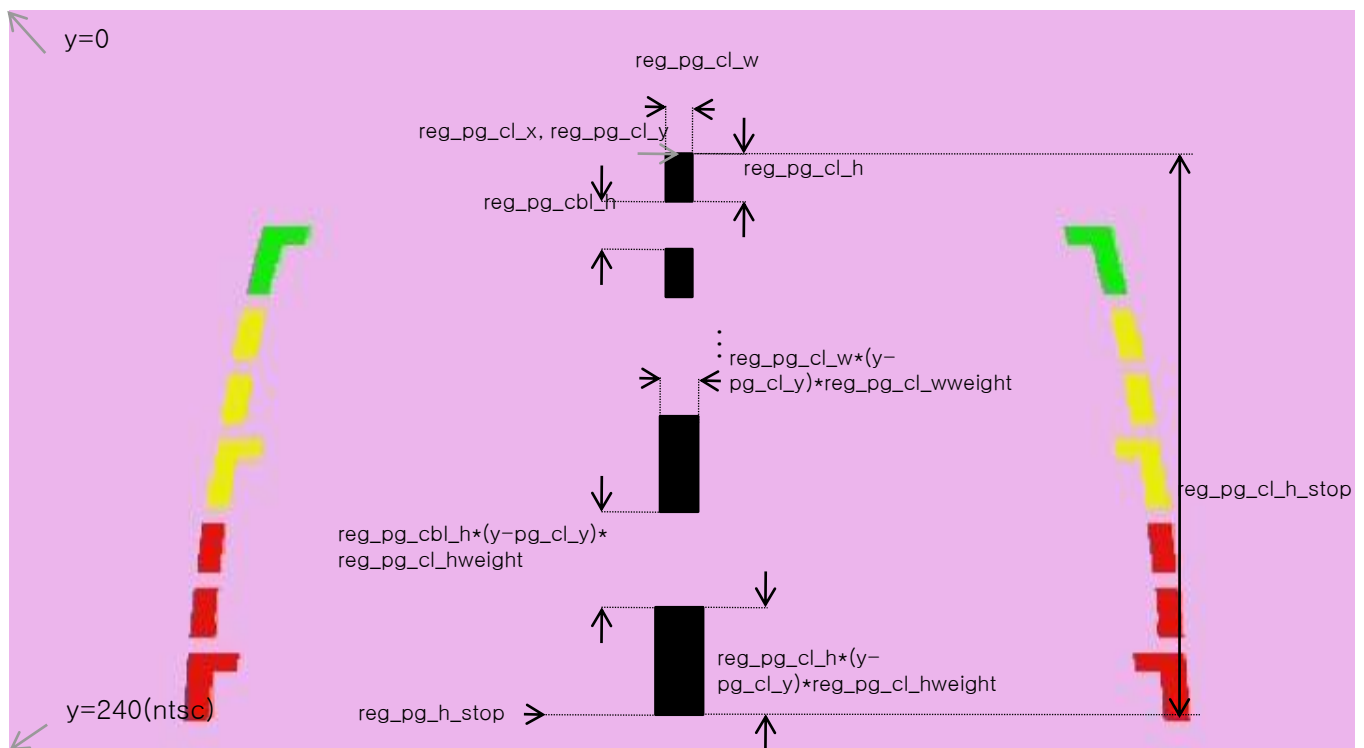 y=0
reg_pg_cl_w
reg_pg_cl_x, reg_pg_cl_y
reg_pg_cl_h
reg_pg_cbl_h
reg_pg_cl_w*(y-
pg_cl_y)*reg_pg_cl_wweight
reg_pg_cl_h_stop
reg_pg_cbl_h*(y-pg_cl_y)*
reg_pg_cl_hweight
reg_pg_cl_h*(y-
pg_cl_y)*reg_pg_cl_hweight
y=240(ntsc)
reg_pg_h_stop